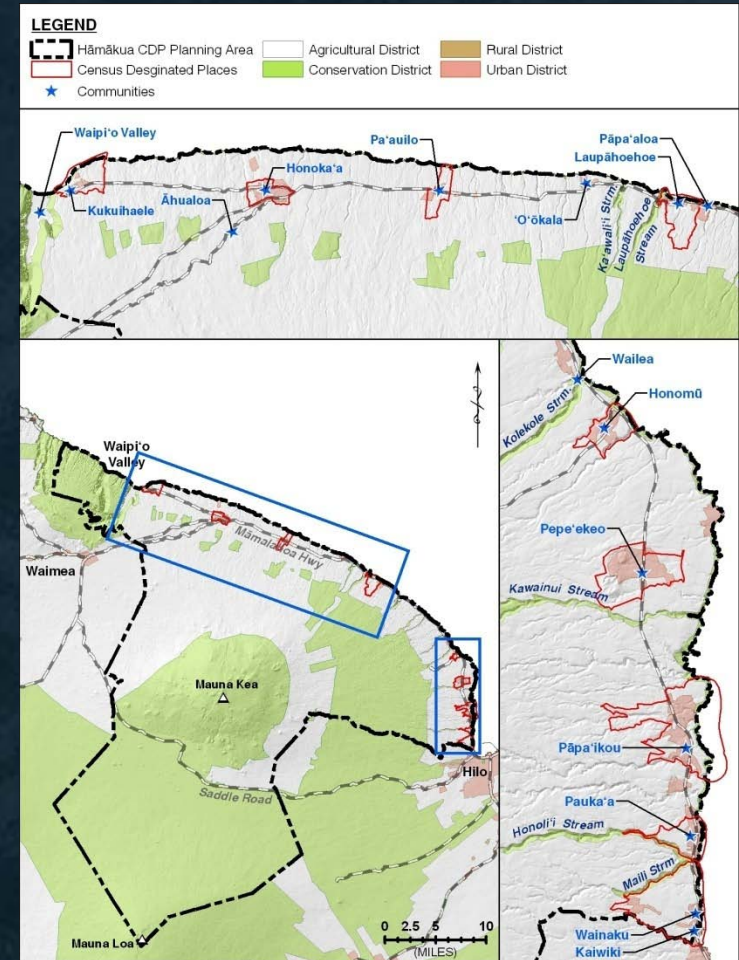 LEGEND
Hāmākua CDP Planning Area
Agricultural District
Rural District
Census Desginated Places
Conservation District
Urban District
Communities
Waipi‘o Valley
Kukuihaele
Āhualoa
Honoka‘a
Pa‘auilo
‘O‘ōkala
Ka‘awali‘i Strm.
Laupāhoehoe
Stream
Pāpa‘aloa
Laupāhoehoe
Waipi‘o
Valley
Waimea
Māmalahoa Hwy
Mauna Kea
Saddle Road
Hilo
Mauna Loa
0 2.5 5 10
(MILES)
Wailea
Kolekole Strm.
Honomū
Pepe‘ekeo
Kawainui Stream
Pāpa‘ikou
Pauka‘a
Honoli‘i Stream
Maili Strm
Wainaku
Kaiwiki